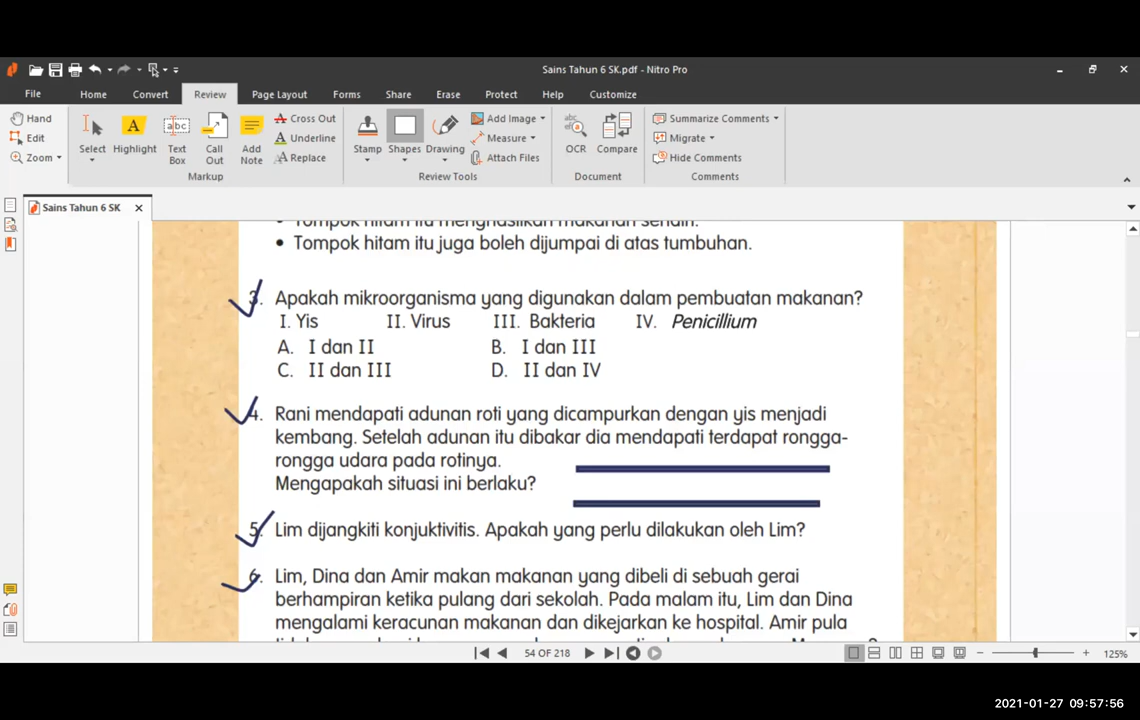 Sains Tahun 6 SK.pdf - Nitro Pro
File Home Convert Review Page Layout Forms Share Erase Protect Help Customize
Hand
Edit
Zoom
Select
Highlight
Text Box
Call Out
Add Note
Cross Out
Underline
Replace
Markup
Stamp
Shapes
Drawing
Add Image
Measure
Attach Files
Review Tools
OCR
Compare
Document
Summarize Comments
Migrate
Hide Comments
Comments
Sains Tahun 6 SK
• Tompok hitam itu menghasilkan makanan sendiri.
• Tompok hitam itu juga boleh dijumpai di atas tumbuhan.
3. Apakah mikroorganisma yang digunakan dalam pembuatan makanan?
I. Yis II. Virus III. Bakteria IV. Penicillium
A. I dan II B. I dan III
C. II dan III D. II dan IV
4. Rani mendapati adunan roti yang dicampurkan dengan yis menjadi
kembang. Setelah adunan itu dibakar dia mendapati terdapat rongga-
rongga udara pada rotinya.
Mengapakah situasi ini berlaku?
5. Lim dijangkiti konjuktivitis. Apakah yang perlu dilakukan oleh Lim?
6. Lim, Dina dan Amir makan makanan yang dibeli di sebuah gerai
berhampiran ketika pulang dari sekolah. Pada malam itu, Lim dan Dina
mengalami keracunan makanan dan dikejarkan ke hospital. Amir pula
54 OF 218
125%
2021-01-27 09:57:56